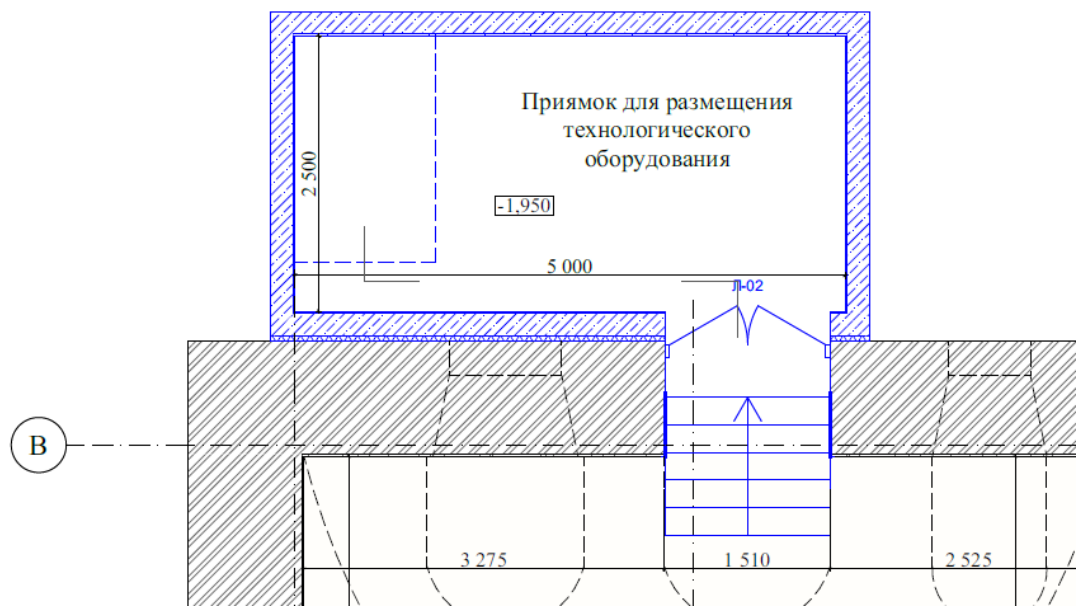 Приямок для размещения
технологического
оборудования
2 500
-1,950
5 000
Л-02
В
3 275
1 510
2 525